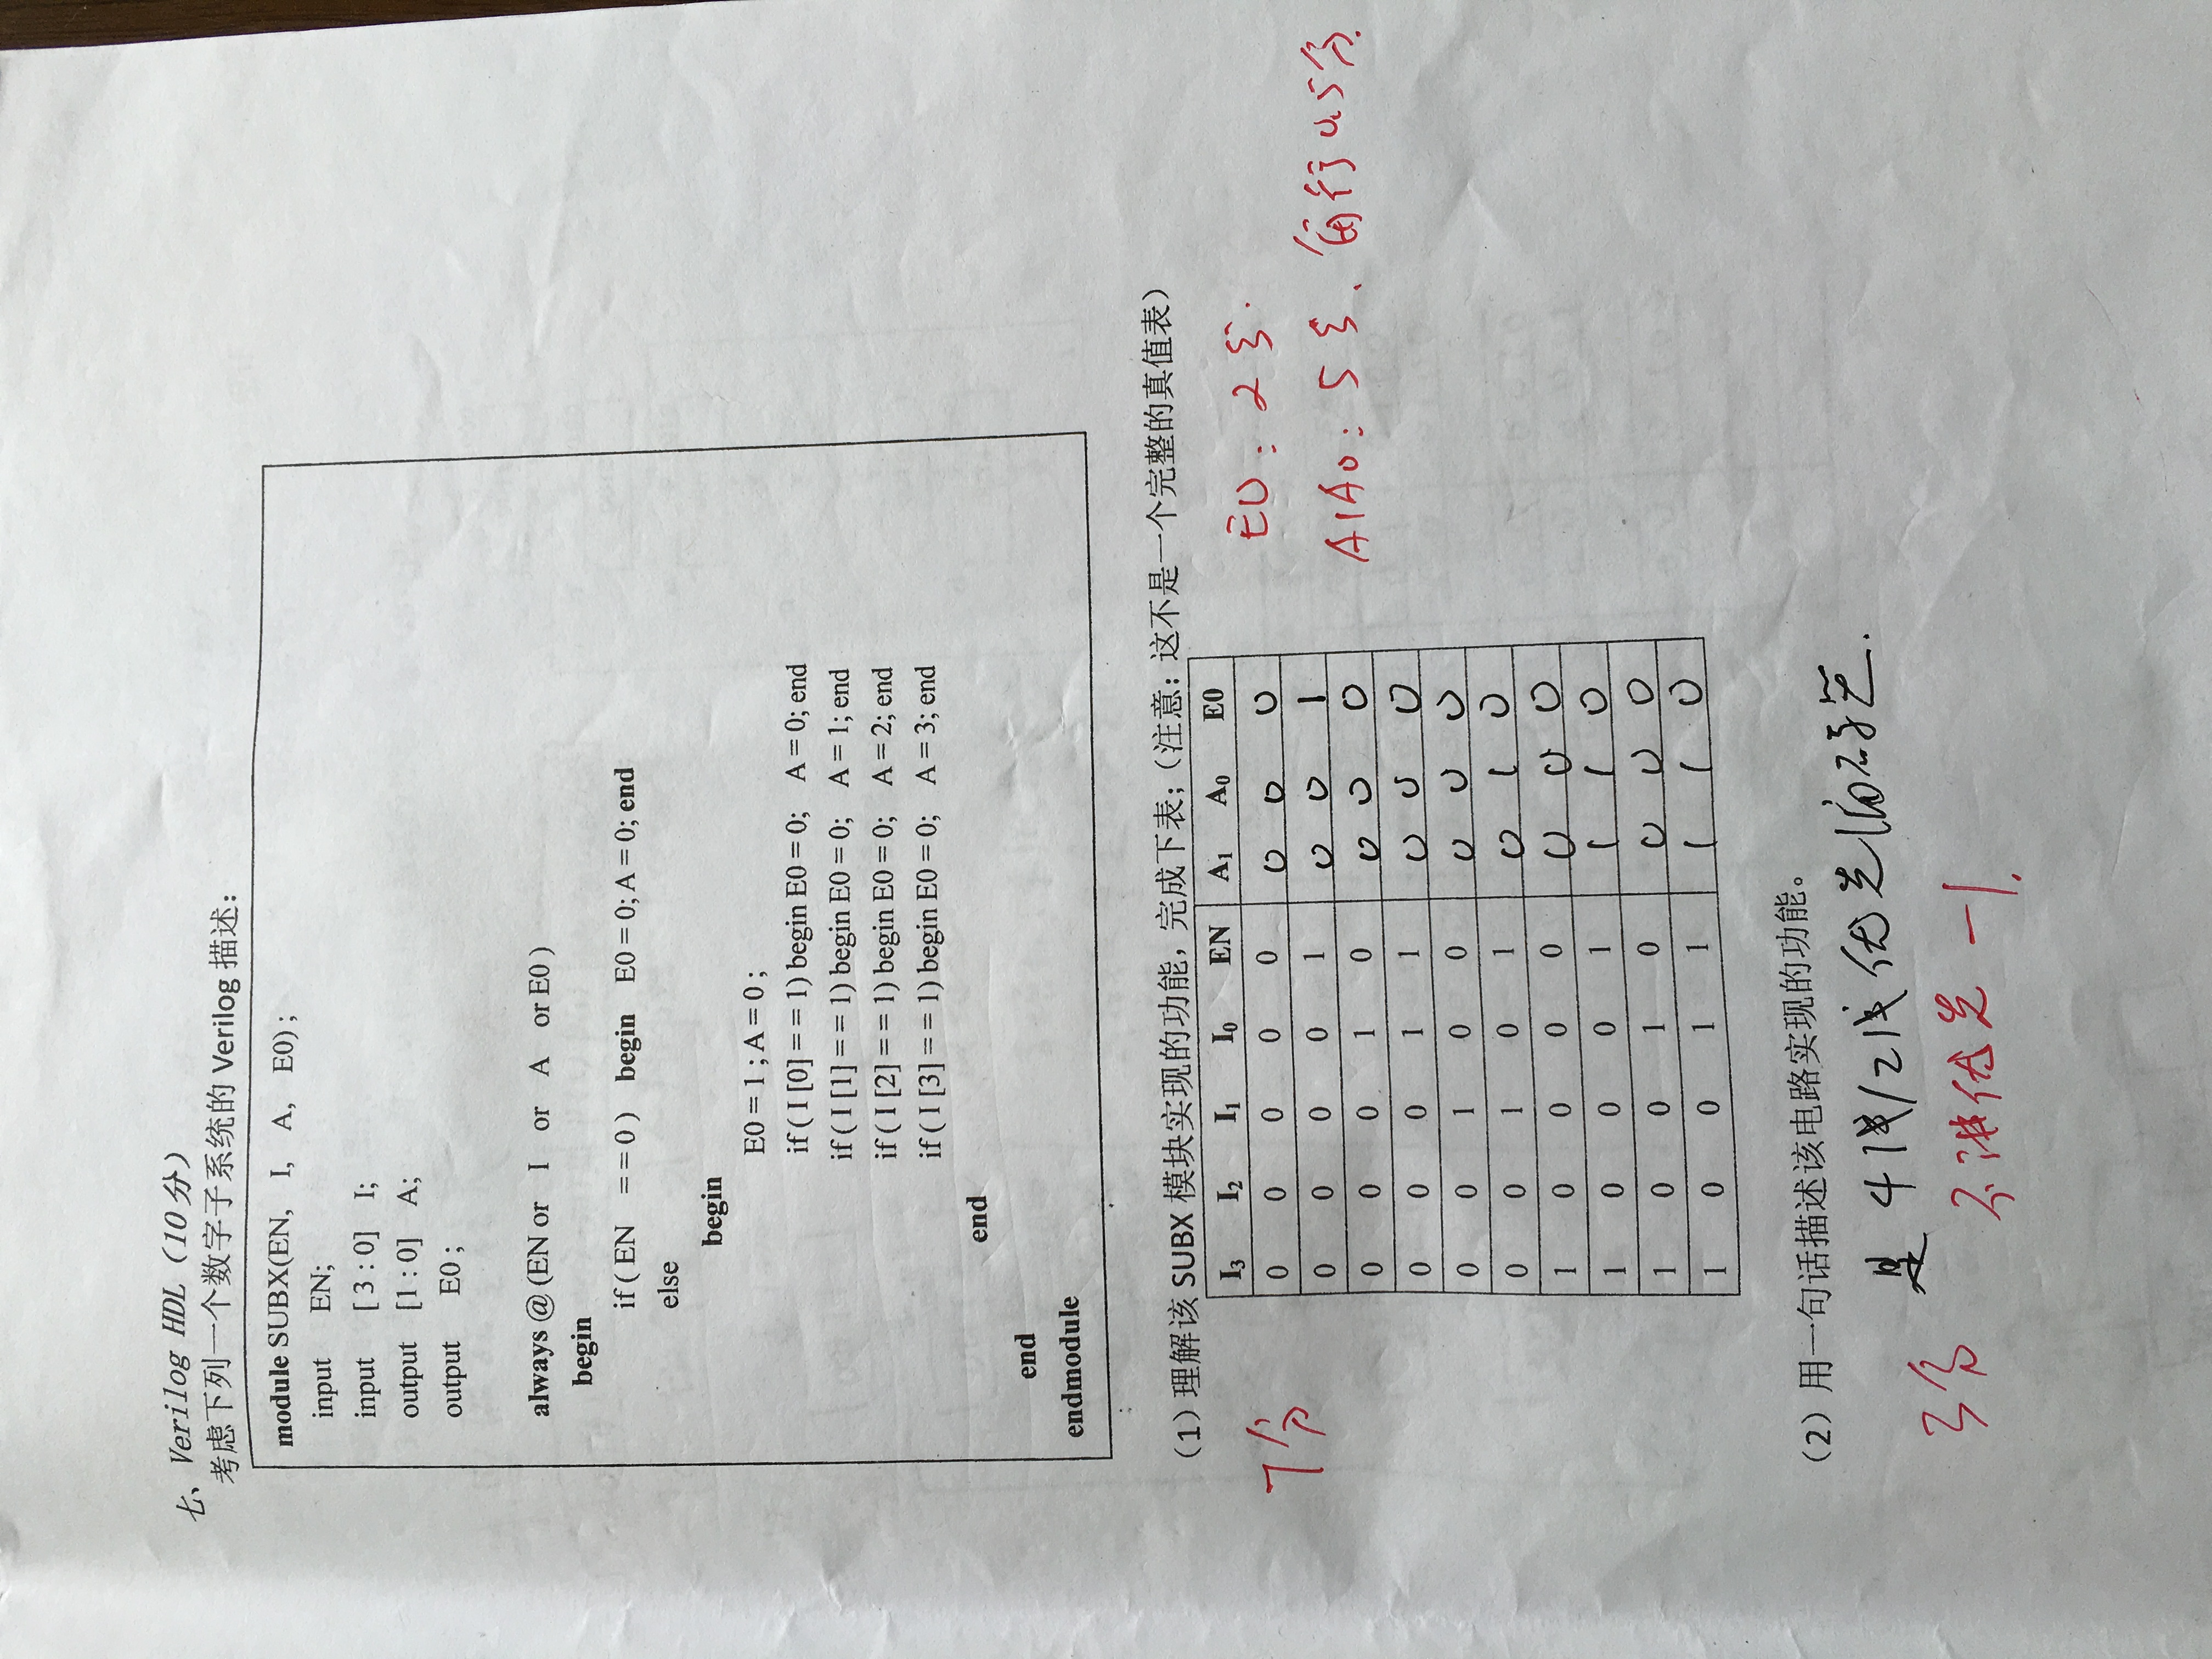 七、Verilog HDL（10 分）
考虑下列一个数字子系统的 Verilog 描述：
module SUBX(EN, I, A, E0) ;
input EN;
input [ 3 : 0] I;
output [1 : 0] A;
output E0 ;
always @ (EN or I or A or E0 )
begin
if ( EN = = 0 ) begin E0 = 0; A = 0; end
else
begin
E0 = 1 ; A = 0 ;
if ( I [0] = = 1) begin E0 = 0; A = 0; end
if ( I [1] = = 1) begin E0 = 0; A = 1; end
if ( I [2] = = 1) begin E0 = 0; A = 2; end
if ( I [3] = = 1) begin E0 = 0; A = 3; end
end
end
endmodule
（1）理解该 SUBX 模块实现的功能，完成下表；（注意：这不是一个完整的真值表）
I3 I2 I1 I0 EN A1 A0 E0
0 0 0 0 0 0 0 0
0 0 0 0 1 0 0 1
0 0 0 1 0 0 0 0
0 0 0 1 1 0 0 0
0 0 1 0 0 0 0 0
0 0 1 0 1 0 1 0
1 0 0 0 0 0 0 0
1 0 0 0 1 1 1 0
1 0 0 1 0 0 0 0
1 0 0 1 1 1 1 0
7分
E0：2分.
A1A0：5分、每行0.5分.
（2）用一句话描述该电路实现的功能。
是 4线/2线 优先编码器.
3分
优先 -1.